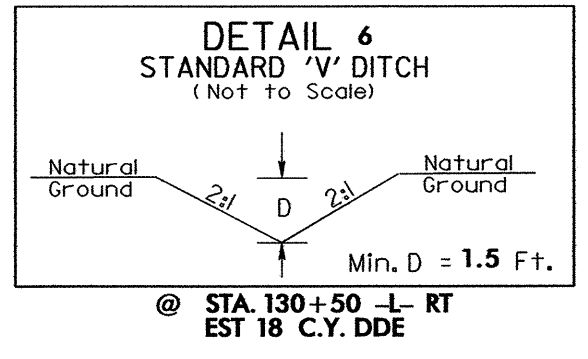 DETAIL 6
STANDARD 'V' DITCH
(Not to Scale)
Natural
Ground
2:1
D
2:1
Natural
Ground
Min. D = 1.5 Ft.
@ STA. 130+50 -L- RT
EST 18 C.Y. DDE